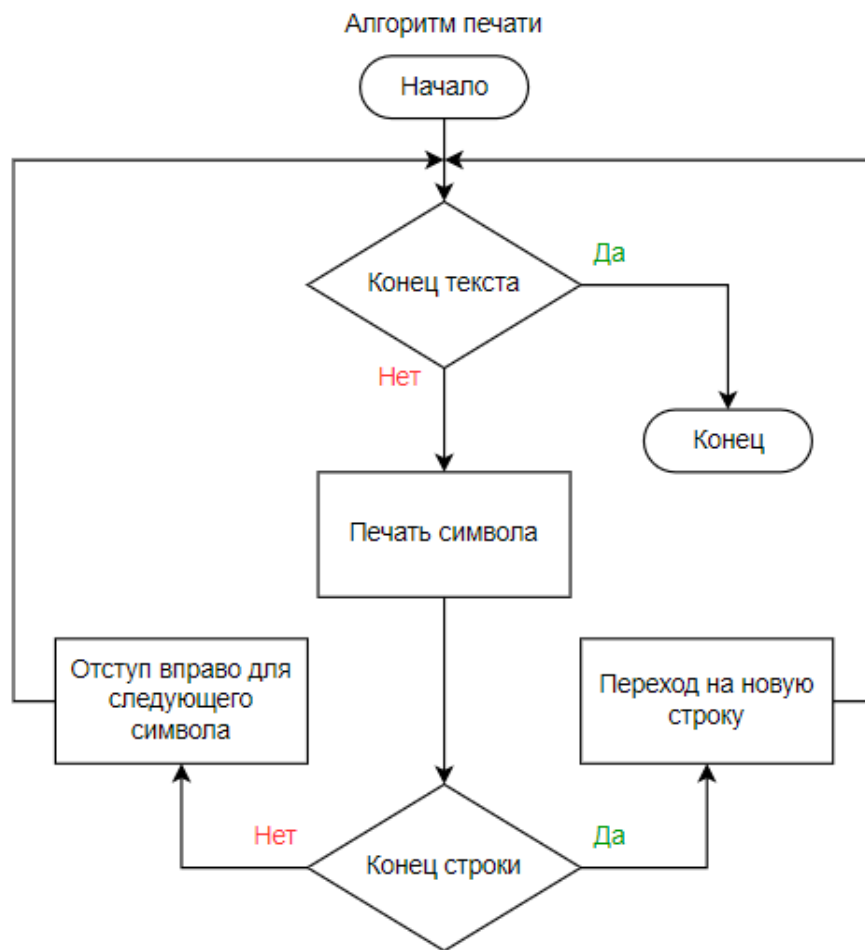 Алгоритм печати
Начало
Конец текста
Да
Нет
Конец
Печать символа
Отступ вправо для
следующего
символа
Переход на новую
строку
Нет
Конец строки
Да